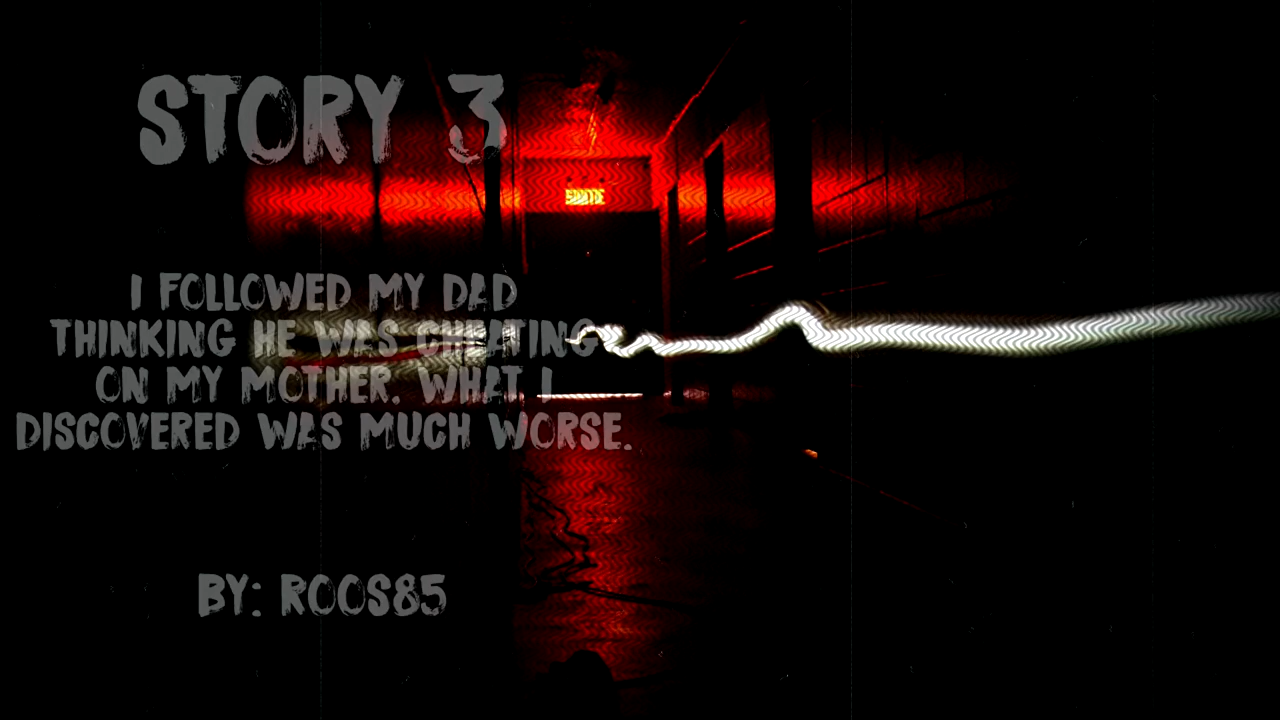 STORY 3
SORTIE
I FOLLOWED MY DAD
THINKING HE WAS CHEATING
ON MY MOTHER. WHAT I
DISCOVERED WAS MUCH WORSE.
BY: ROOS85